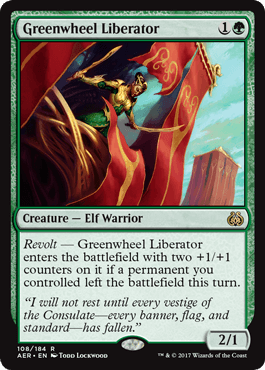 Greenwheel Liberator 1
Creature — Elf Warrior
Revolt — Greenwheel Liberator
enters the battlefield with two +1/+1
counters on it if a permanent you
controlled left the battlefield this turn.
“I will not rest until every vestige of
the Consulate—every banner, flag, and
standard—has fallen.”
2/1
108/184 R
AER • EN Todd Lockwood
™ & © 2017 Wizards of the Coast